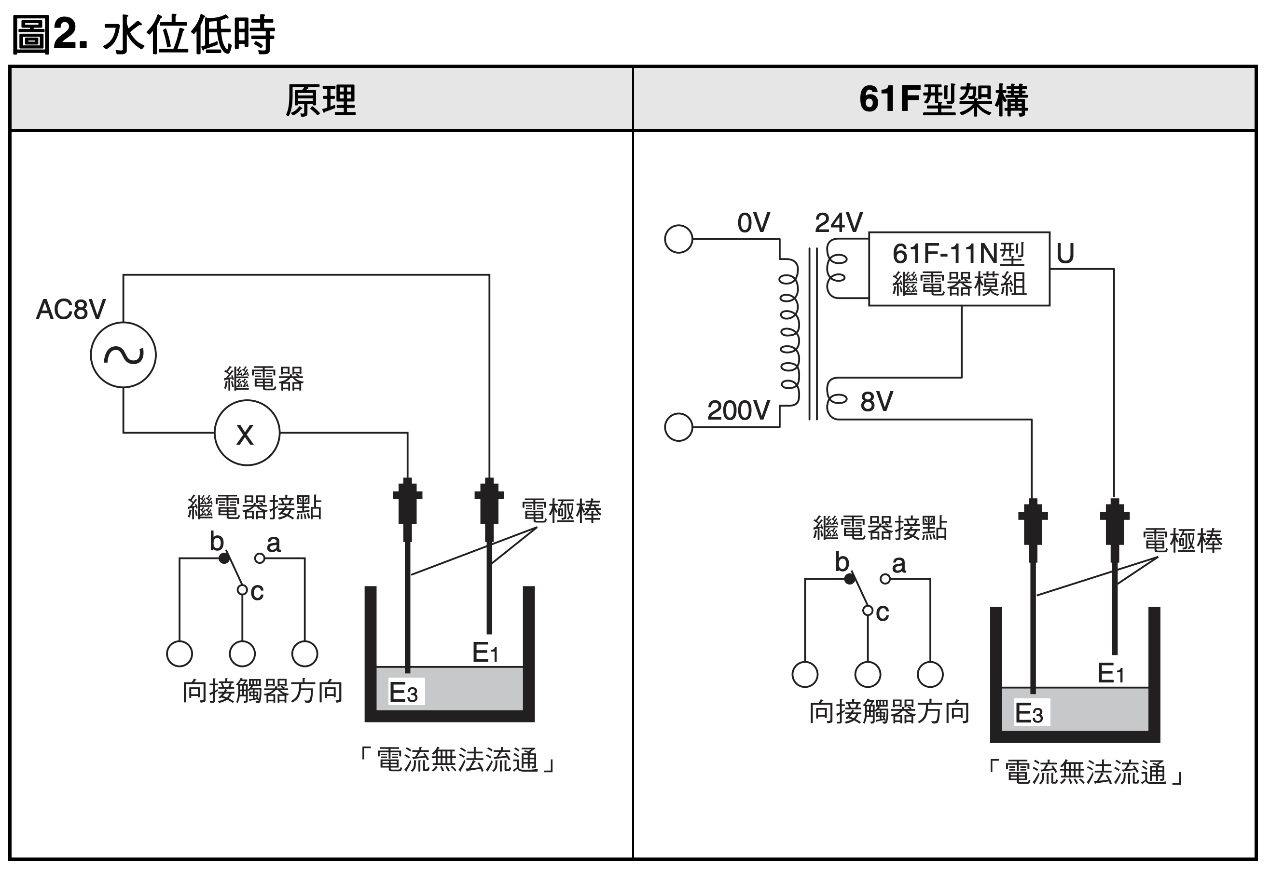 圖2. 水位低時
原理
61F型架構
AC8V
繼電器
X
繼電器接點
b
a
c
電極棒
E1
E3
向接觸器方向
「電流無法流通」
0V
24V
61F-11N型
繼電器模組
U
200V
8V
繼電器接點
b
a
c
電極棒
E1
E3
向接觸器方向
「電流無法流通」